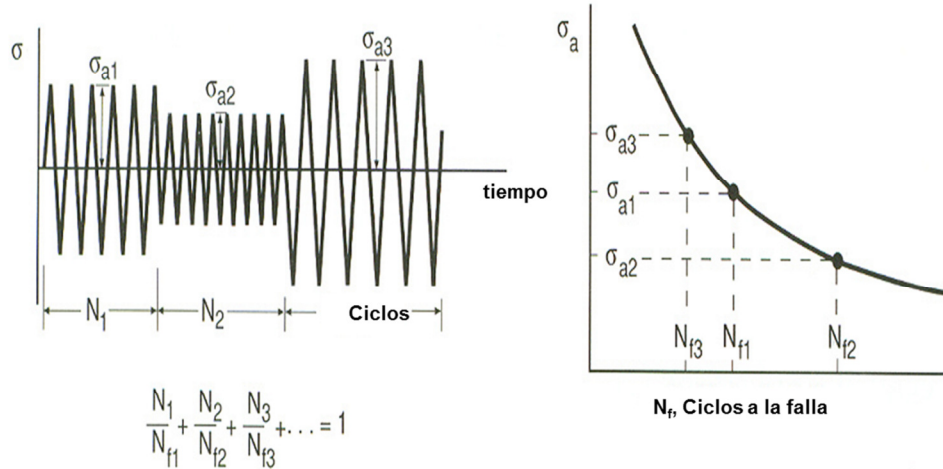 σ
σa1
σa2
σa3
tiempo
N1
N2
Ciclos
N1/Nf1 + N2/Nf2 + N3/Nf3 +. . . = 1
σa
σa3
σa1
σa2
Nf3 Nf1 Nf2
Nf, Ciclos a la falla